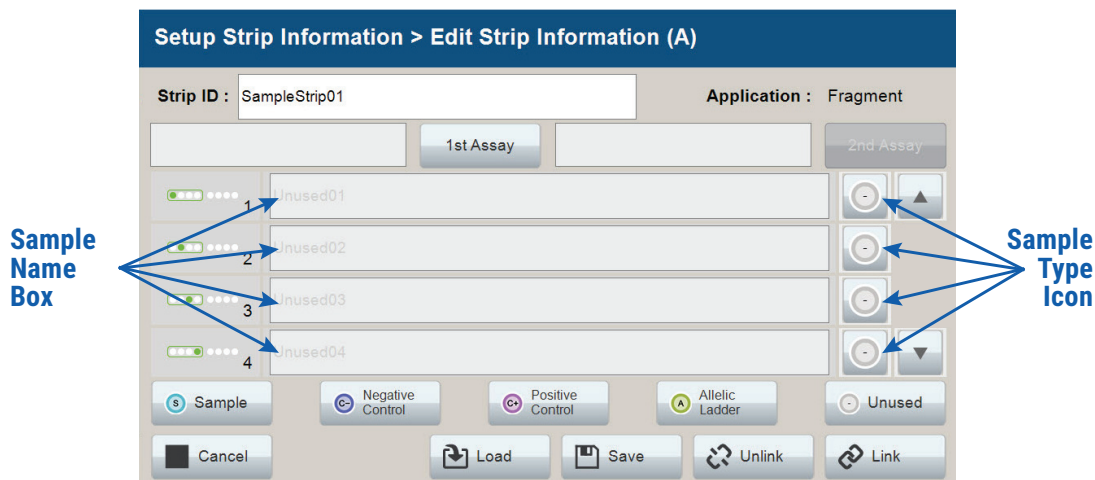 Setup Strip Information > Edit Strip Information (A)
Strip ID : SampleStrip01 Application : Fragment
1st Assay 2nd Assay
1 Unused01 -
2 Unused02 -
3 Unused03 -
4 Unused04 -
Sample
Name
Box
Sample
Type
Icon
S Sample
C- Negative
Control
C+ Positive
Control
A Allelic
Ladder
- Unused
Cancel Load Save Unlink Link